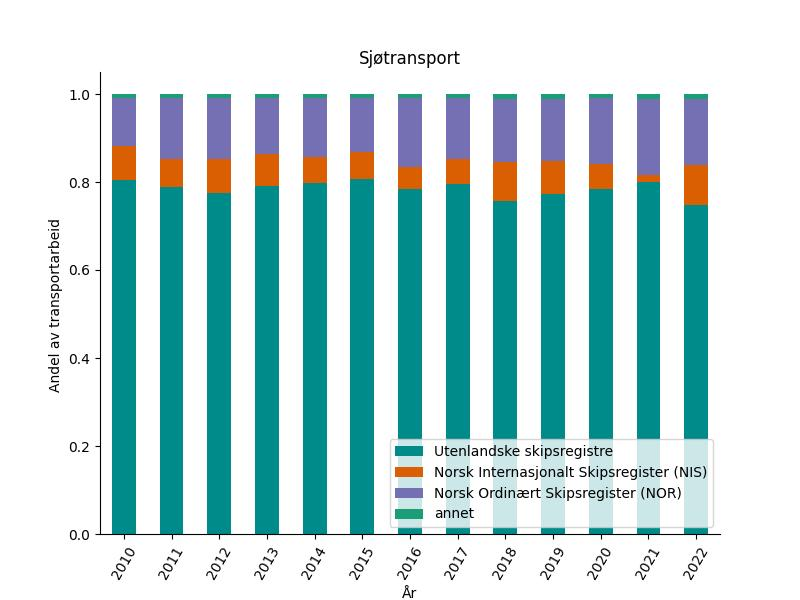 Sjøtransport
Andel av transportarbeid
1.0
0.8
0.6
0.4
0.2
0.0
Utenlandske skipsregistre
Norsk Internasjonalt Skipsregister (NIS)
Norsk Ordinært Skipsregister (NOR)
annet
2010 2011 2012 2013 2014 2015 2016 2017 2018 2019 2020 2021 2022
År